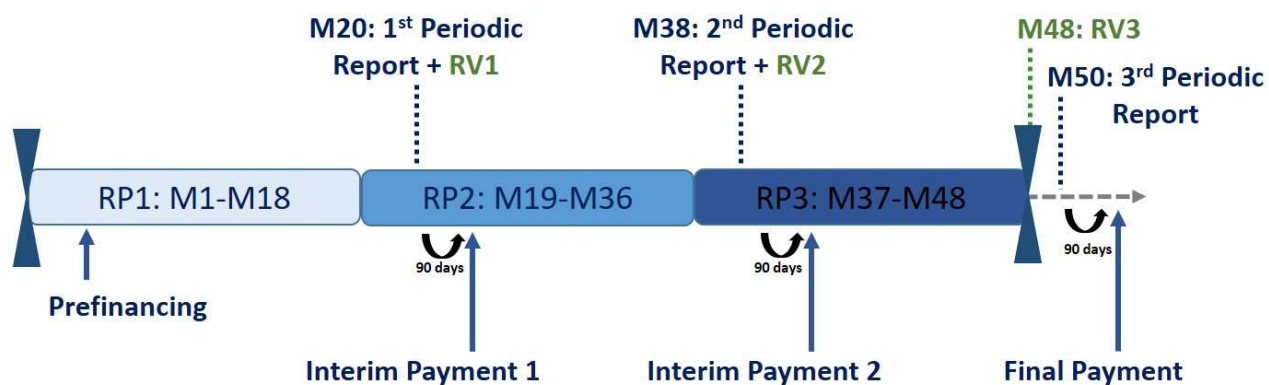 M20: 1st Periodic
Report + RV1
M38: 2nd Periodic
Report + RV2
M48: RV3
M50: 3rd Periodic
Report
RP1: M1-M18
RP2: M19-M36
RP3: M37-M48
90 days
90 days
90 days
Prefinancing
Interim Payment 1
Interim Payment 2
Final Payment